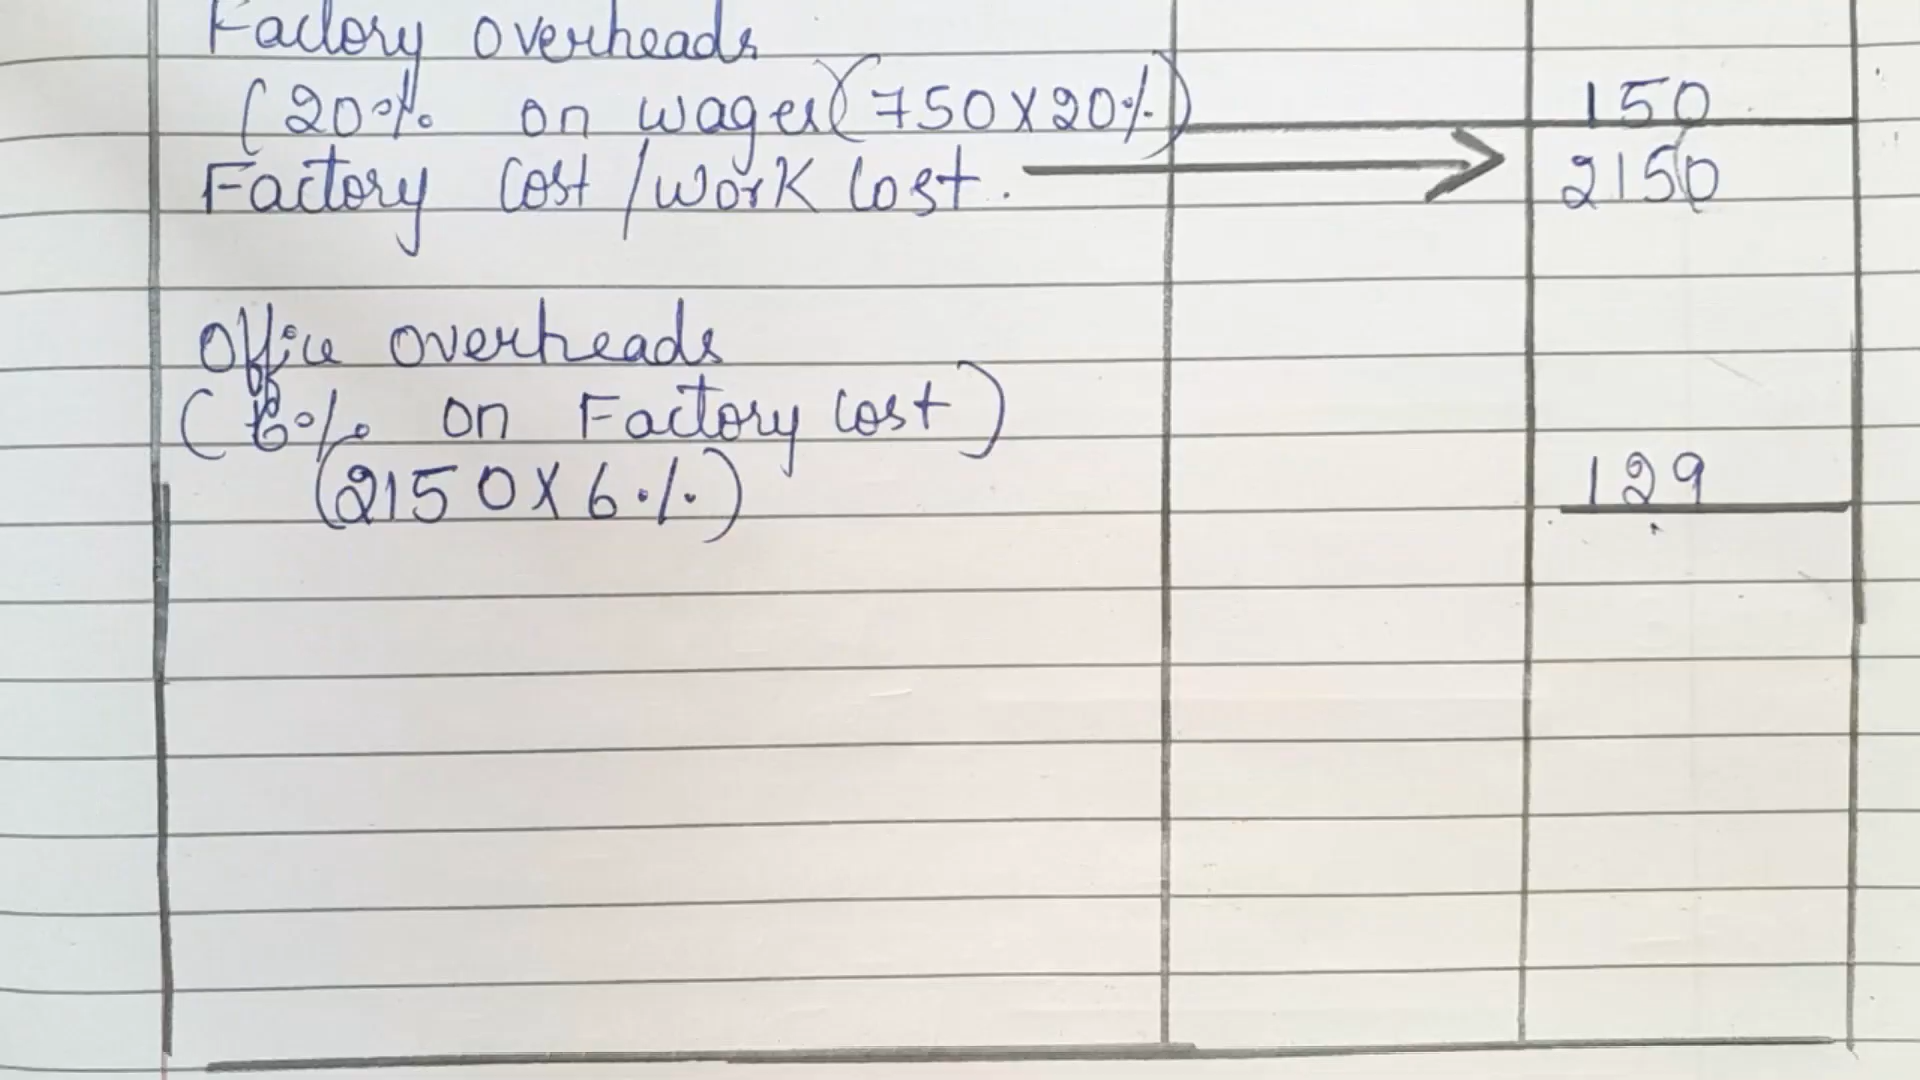 Factory overheads
(20% on wages(750X20%) 150
Factory Cost/Work Cost. 2150
Office overheads
(6% on Factory Cost)
(2150X6%) 129